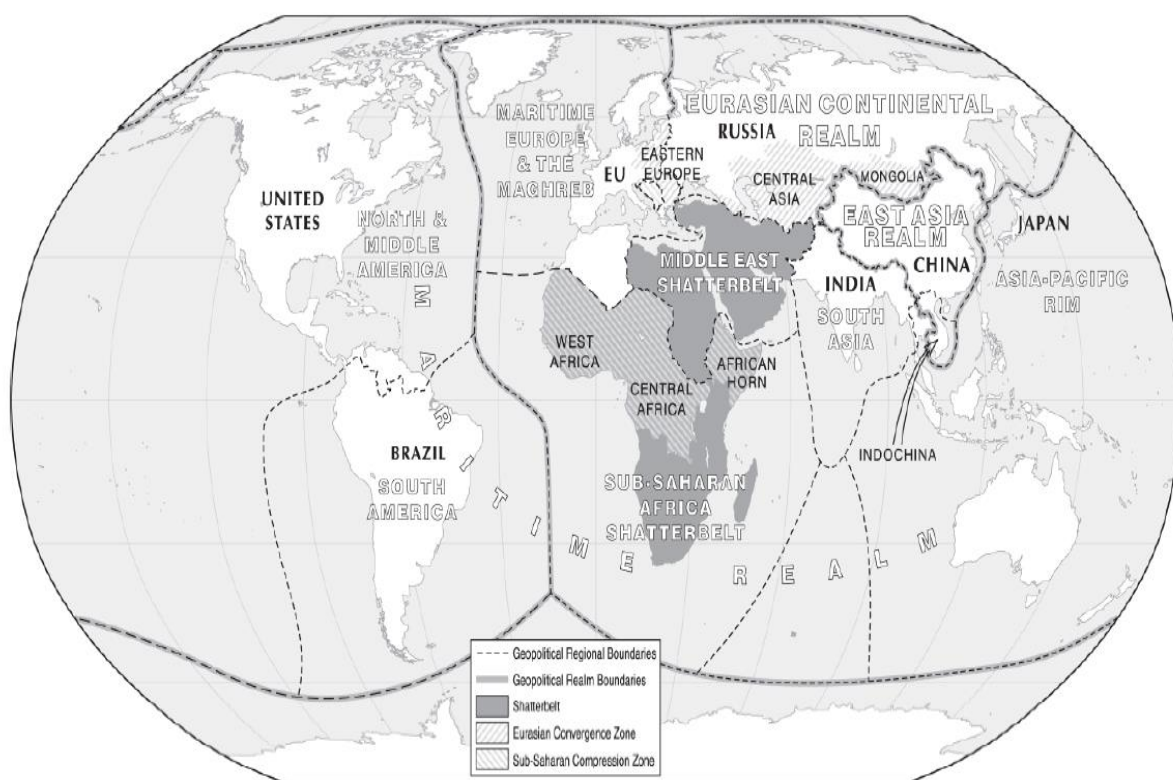 MARITIME
EUROPE
& THE
MAGHREB
EURASIAN CONTINENTAL
REALM
RUSSIA
EU
EASTERN
EUROPE
CENTRAL
ASIA
MONGOLIA
UNITED
STATES
NORTH &
MIDDLE
AMERICA
EAST ASIA
REALM
JAPAN
CHINA
MIDDLE EAST
SHATTERBELT
INDIA
SOUTH
ASIA
ASIA-PACIFIC
RIM
WEST
AFRICA
AFRICAN
HORN
CENTRAL
AFRICA
INDOCHINA
BRAZIL
SOUTH
AMERICA
SUB-SAHARAN
AFRICA
SHATTERBELT
MARITIME REALM
Geopolitical Regional Boundaries
Geopolitical Realm Boundaries
Shatterbelt
Eurasian Convergence Zone
Sub-Saharan Compression Zone